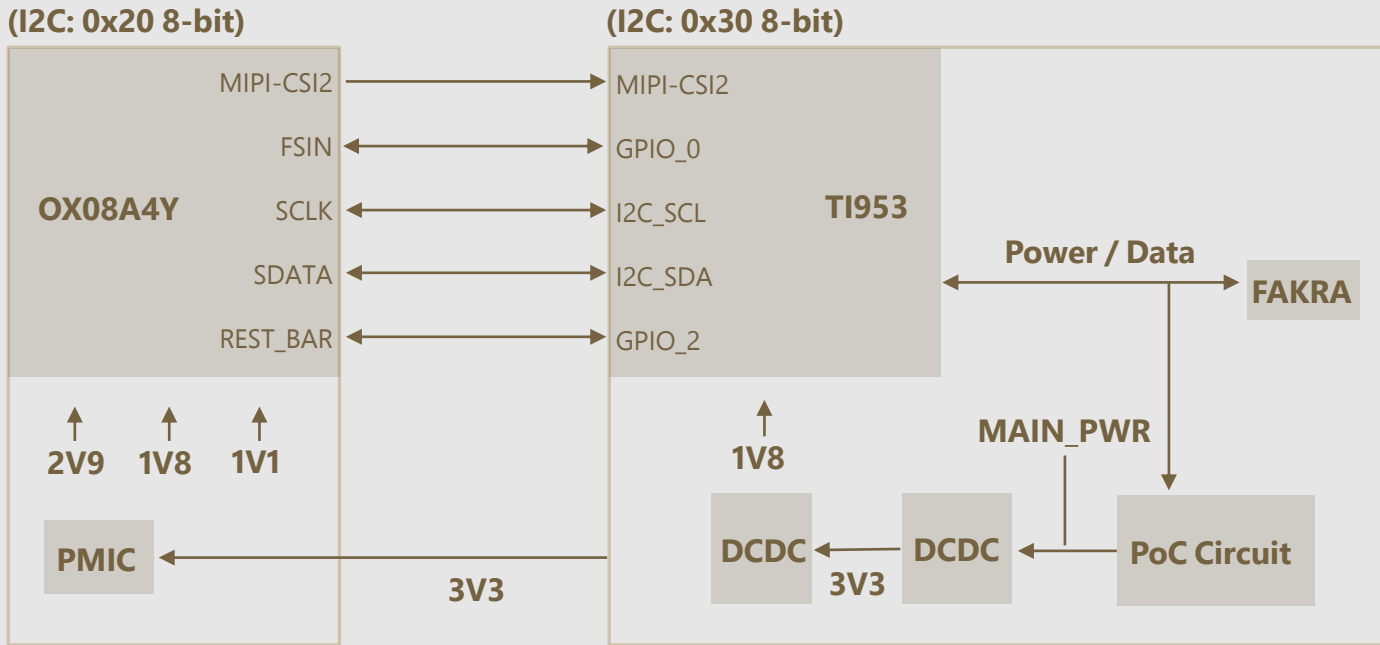 (I2C: 0x20 8-bit)
(I2C: 0x30 8-bit)
MIPI-CSI2
MIPI-CSI2
FSIN
GPIO_0
OX08A4Y
SCLK
I2C_SCL
TI953
SDATA
I2C_SDA
Power / Data
FAKRA
REST_BAR
GPIO_2
MAIN_PWR
2V9
1V8
1V1
1V8
PMIC
3V3
DCDC
3V3
DCDC
PoC Circuit